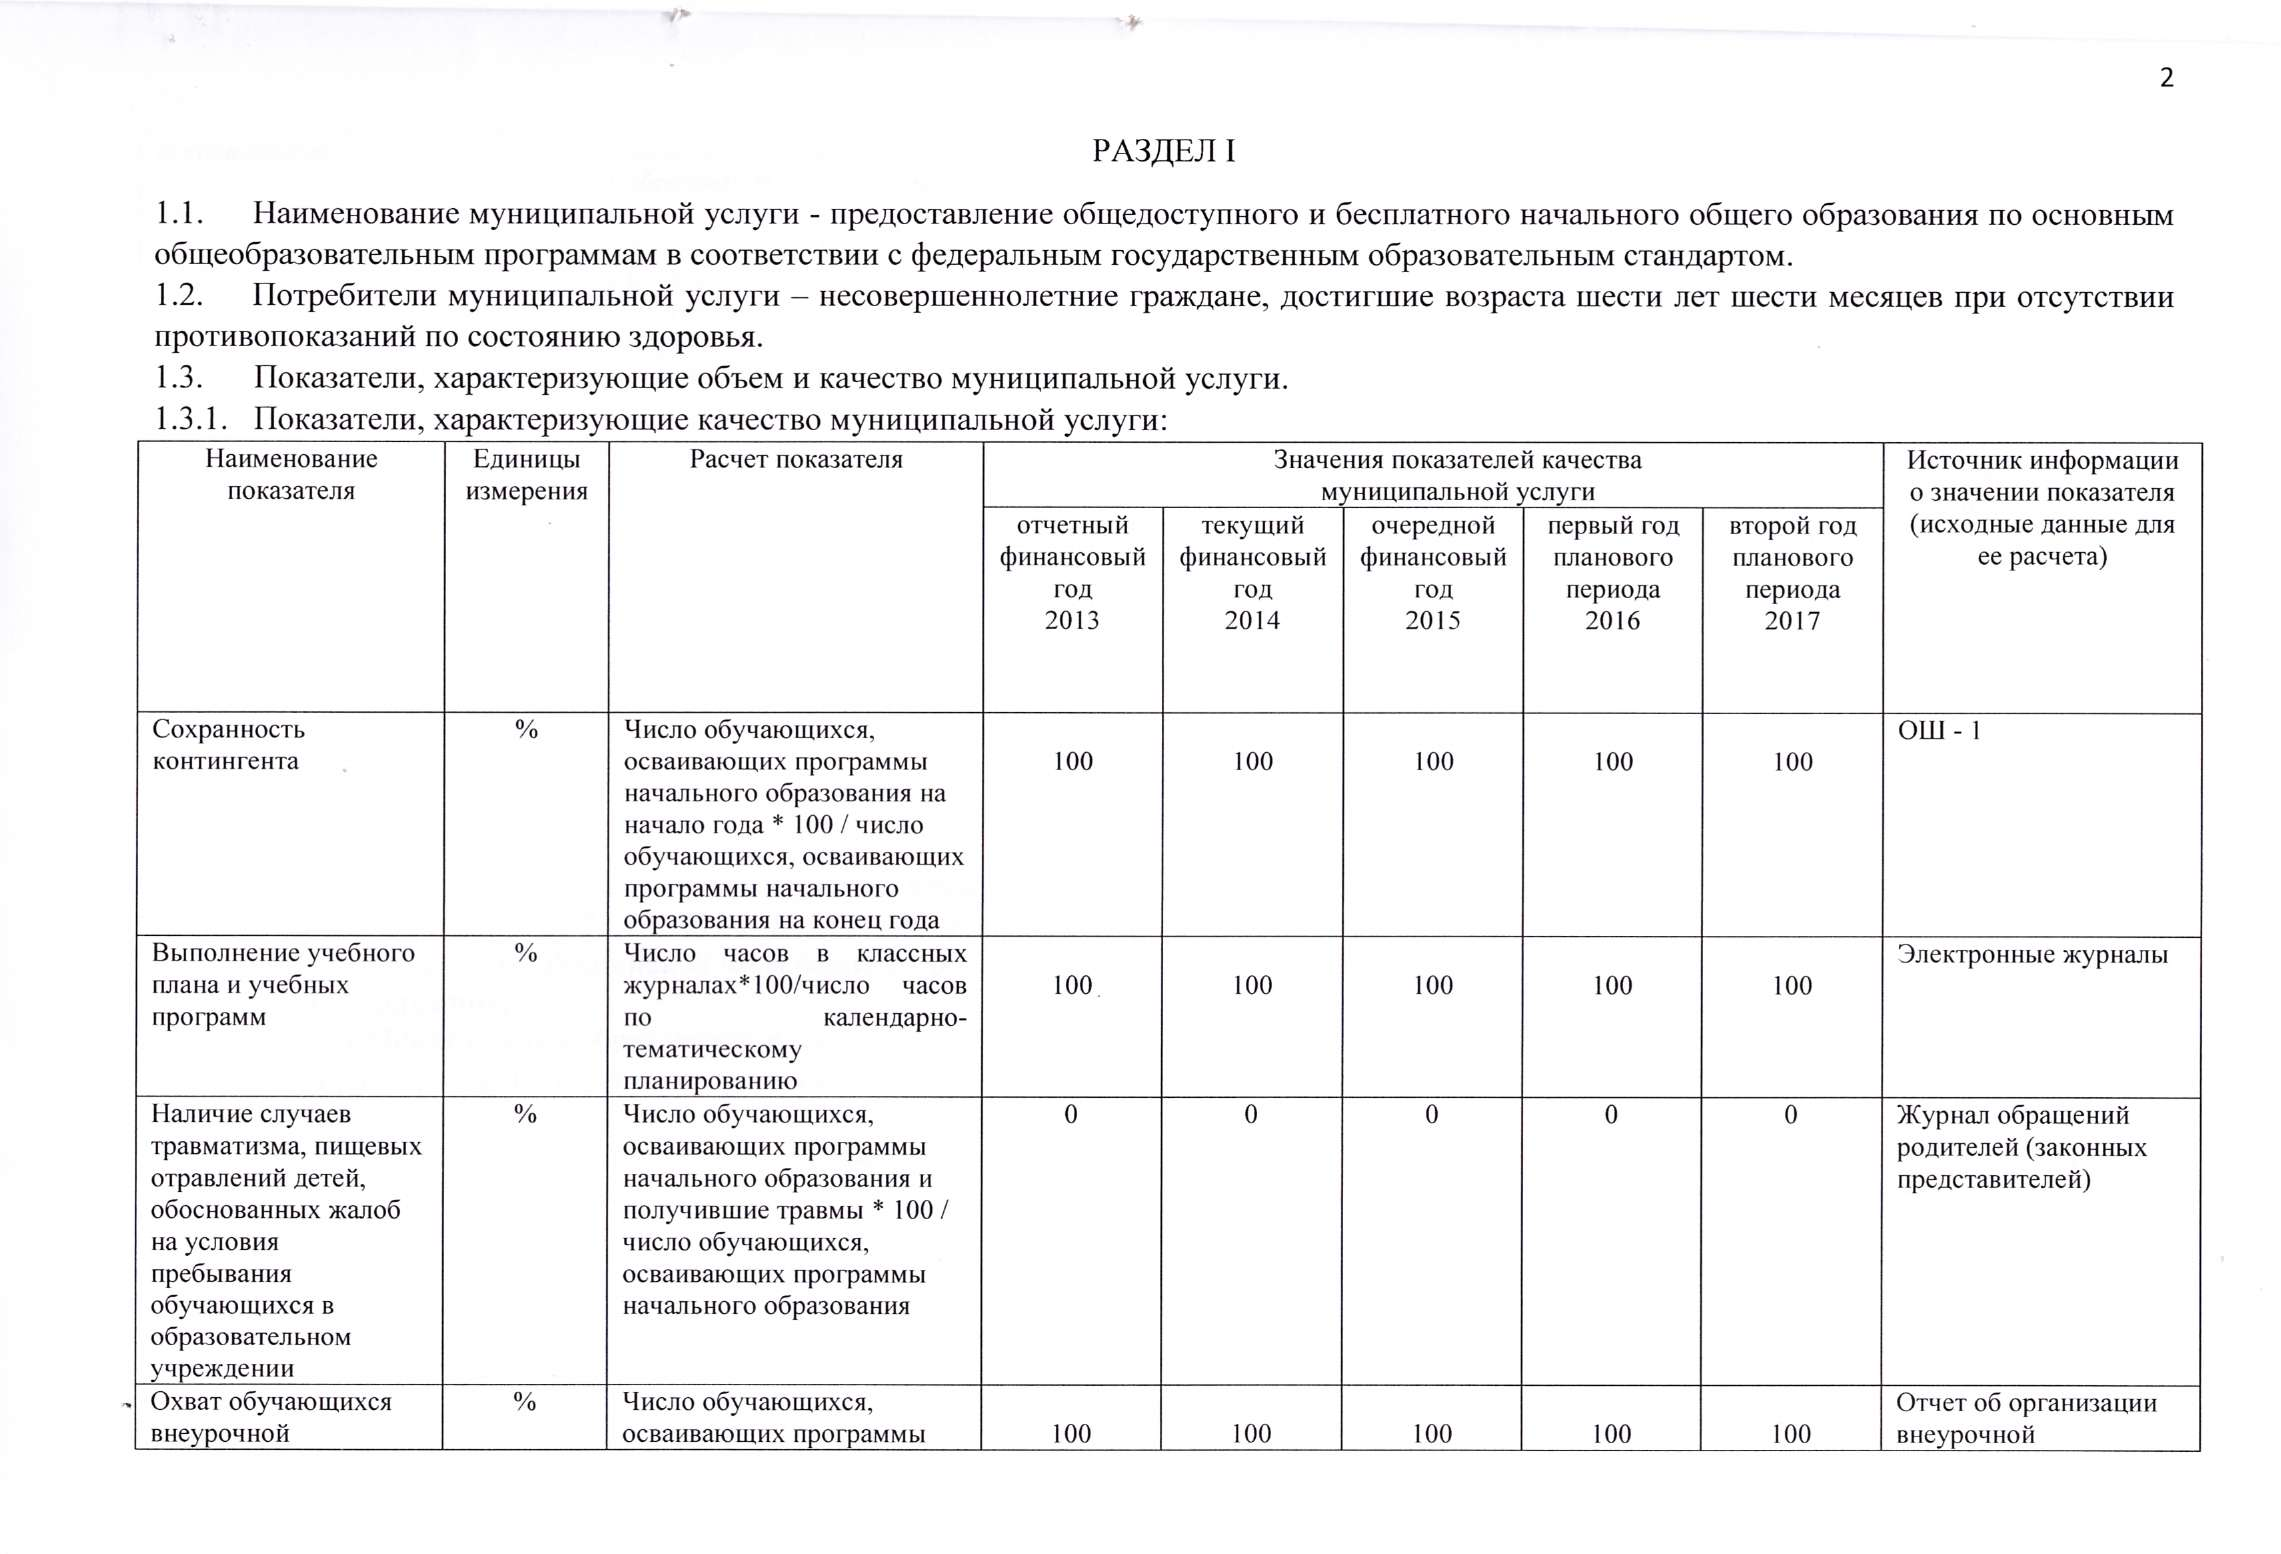 2
РАЗДЕЛ I
1.1. Наименование муниципальной услуги - предоставление общедоступного и бесплатного начального общего образования по основным
общеобразовательным программам в соответствии с федеральным государственным образовательным стандартом.
1.2. Потребители муниципальной услуги – несовершеннолетние граждане, достигшие возраста шести лет шести месяцев при отсутствии
противопоказаний по состоянию здоровья.
1.3. Показатели, характеризующие объем и качество муниципальной услуги.
1.3.1. Показатели, характеризующие качество муниципальной услуги:
Наименование
показателя
Единицы
измерения
Расчет показателя
Значения показателей качества
муниципальной услуги
Источник информации
о значении показателя
(исходные данные для
ее расчета)
отчетный
финансовый
год
2013
текущий
финансовый
год
2014
очередной
финансовый
год
2015
первый год
планового
периода
2016
второй год
планового
периода
2017
Сохранность
контингента
%
Число обучающихся,
осваивающих программы
начального образования на
начало года * 100 / число
обучающихся, осваивающих
программы начального
образования на конец года
100
100
100
100
100
ОШ - 1
Выполнение учебного
плана и учебных
программ
%
Число часов в классных
журналах*100/число часов
по календарно-
тематическому
планированию
100
100
100
100
100
Электронные журналы
Наличие случаев
травматизма, пищевых
отравлений детей,
обоснованных жалоб
на условия
пребывания
обучающихся в
образовательном
учреждении
%
Число обучающихся,
осваивающих программы
начального образования и
получившие травмы * 100 /
число обучающихся,
осваивающих программы
начального образования
0
0
0
0
0
Журнал обращений
родителей (законных
представителей)
Охват обучающихся
внеурочной
%
Число обучающихся,
осваивающих программы
100
100
100
100
100
Отчет об организации
внеурочной